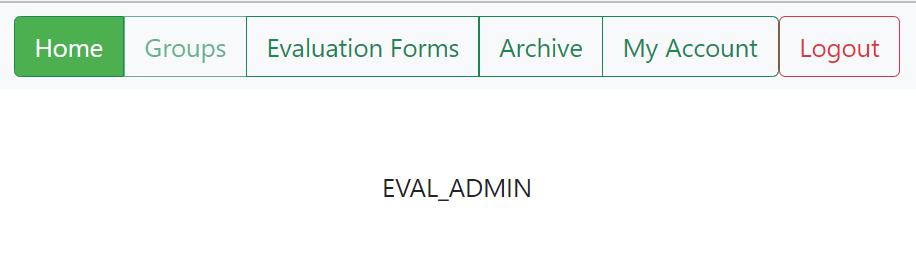 Home Groups Evaluation Forms Archive My Account Logout
EVAL_ADMIN